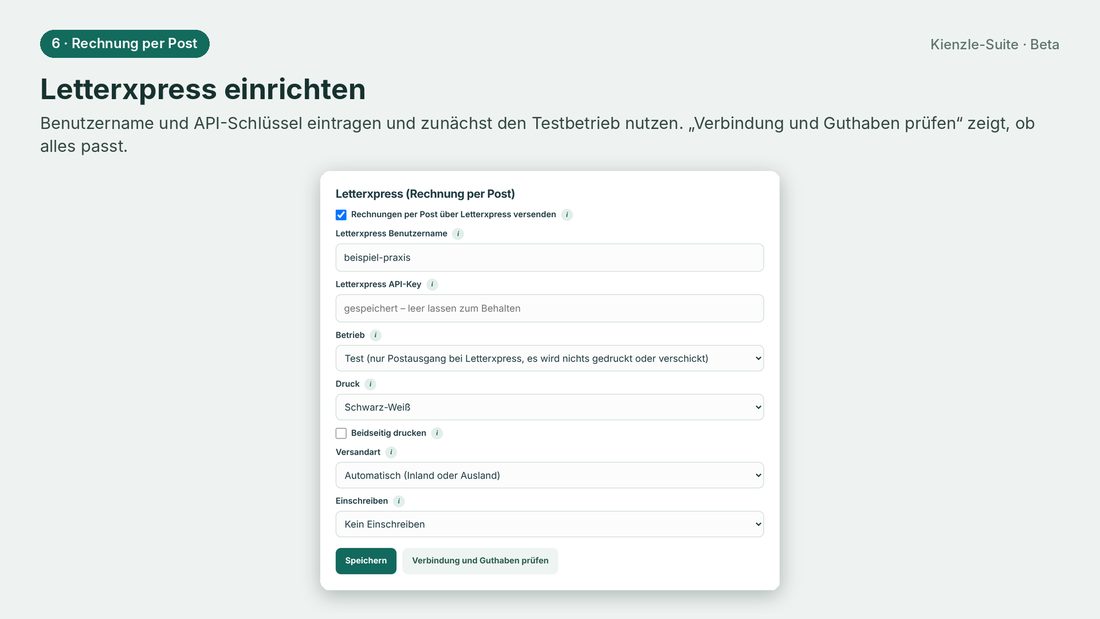 6 · Rechnung per Post
Kienzle-Suite · Beta
Letterxpress einrichten
Benutzername und API-Schlüssel eintragen und zunächst den Testbetrieb nutzen. „Verbindung und Guthaben prüfen“ zeigt, ob
alles passt.
Letterxpress (Rechnung per Post)
Rechnungen per Post über Letterxpress versenden i
Letterxpress Benutzername i
beispiel-praxis
Letterxpress API-Key i
gespeichert – leer lassen zum Behalten
Betrieb i
Test (nur Postausgang bei Letterxpress, es wird nichts gedruckt oder verschickt)
Druck i
Schwarz-Weiß
Beidseitig drucken i
Versandart i
Automatisch (Inland oder Ausland)
Einschreiben i
Kein Einschreiben
Speichern Verbindung und Guthaben prüfen